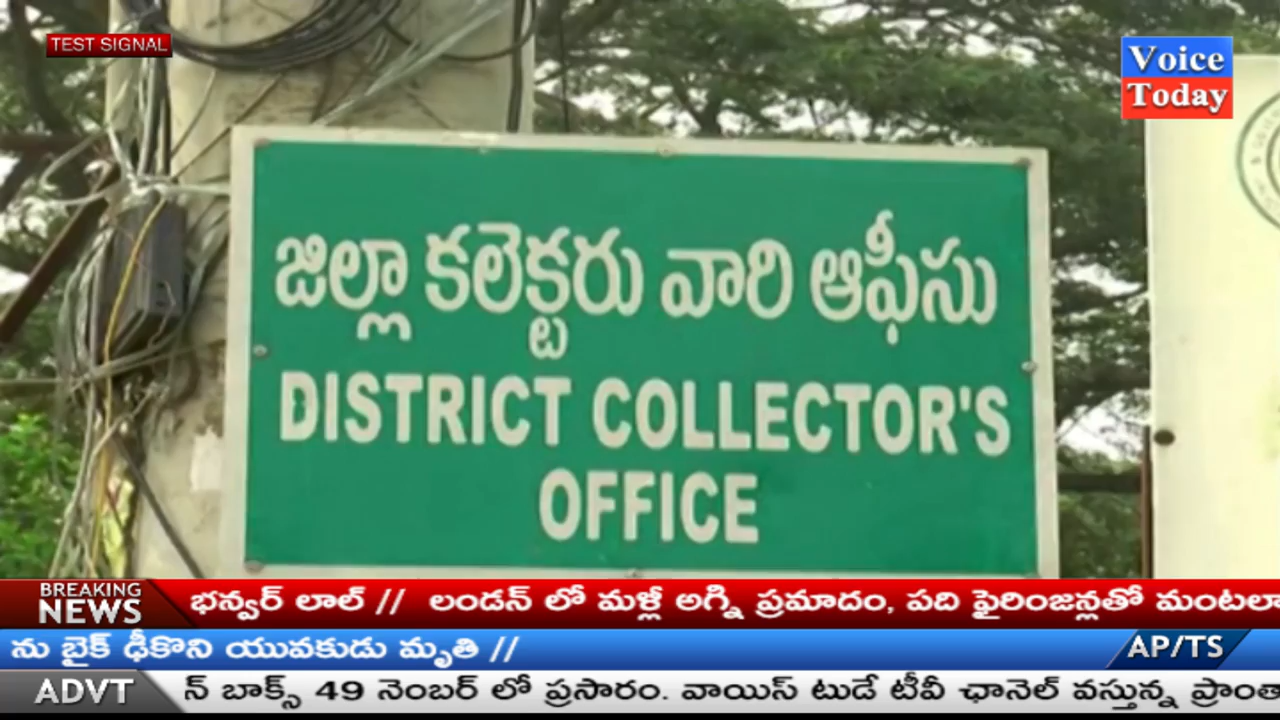 TEST SIGNAL
Voice
Today
జిల్లా కలెక్టరు వారి ఆఫీసు
DISTRICT COLLECTOR'S
OFFICE
BREAKING
NEWS
భన్వర్ లాల్ // లండన్ లో మళ్లీ అగ్ని ప్రమాదం, పది ఫైరింజన్లతో మంటలా
ను బైక్ ఢీకొని యువకుడు మృతి //
AP/TS
ADVT
న్ బాక్స్ 49 నెంబర్ లో ప్రసారం. వాయిస్ టుడే టీవీ ఛానెల్ వస్తున్న ప్రాంతా